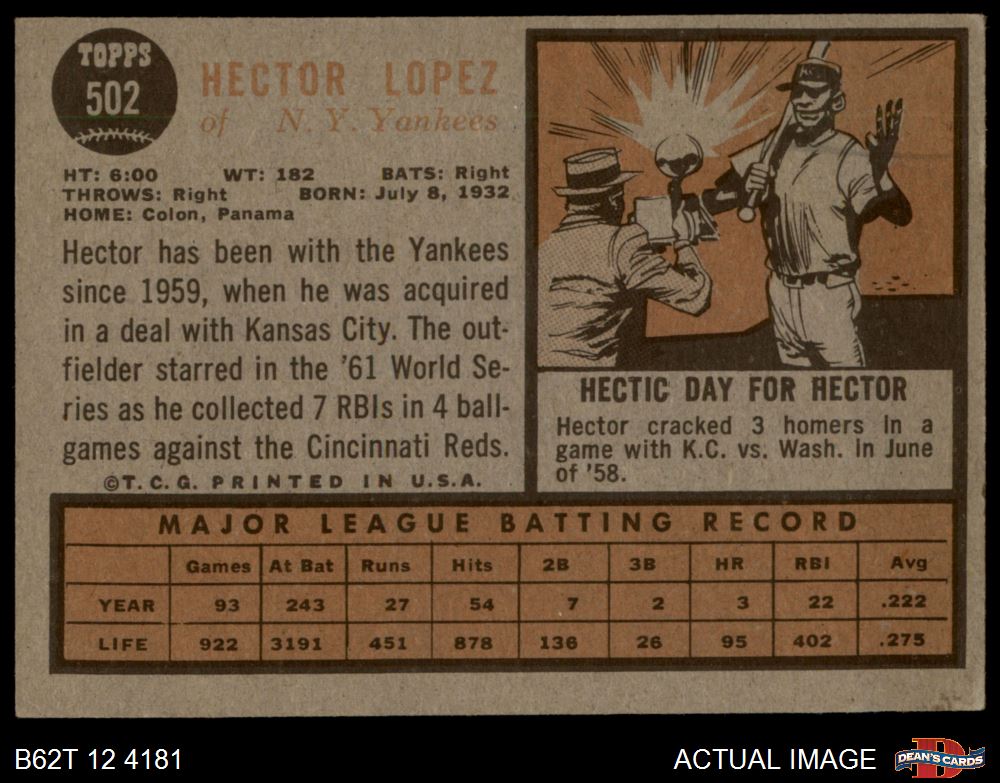 TOPPS
502
HECTOR LOPEZ
of N. Y. Yankees
HT: 6:00 WT: 182 BATS: Right
THROWS: Right BORN: July 8, 1932
HOME: Colon, Panama
Hector has been with the Yankees
since 1959, when he was acquired
in a deal with Kansas City. The out-
fielder starred in the '61 World Se-
ries as he collected 7 RBIs in 4 ball-
games against the Cincinnati Reds.
©T.C.G. PRINTED IN U.S.A.
HECTIC DAY FOR HECTOR
Hector cracked 3 homers in a
game with K.C. vs. Wash. in June
of '58.
MAJOR LEAGUE BATTING RECORD
Games At Bat Runs Hits 2B 3B HR RBI Avg
YEAR 93 243 27 54 7 2 3 22 .222
LIFE 922 3191 451 878 136 26 95 402 .275
B62T 12 4181
ACTUAL IMAGE
DEAN'S CARDS